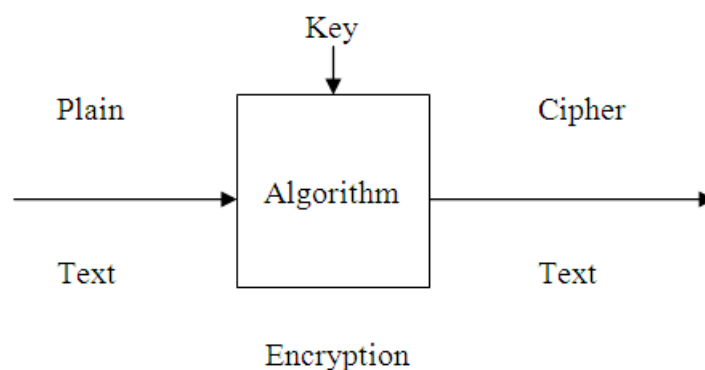 Key
Plain
Cipher
Algorithm
Text
Text
Encryption